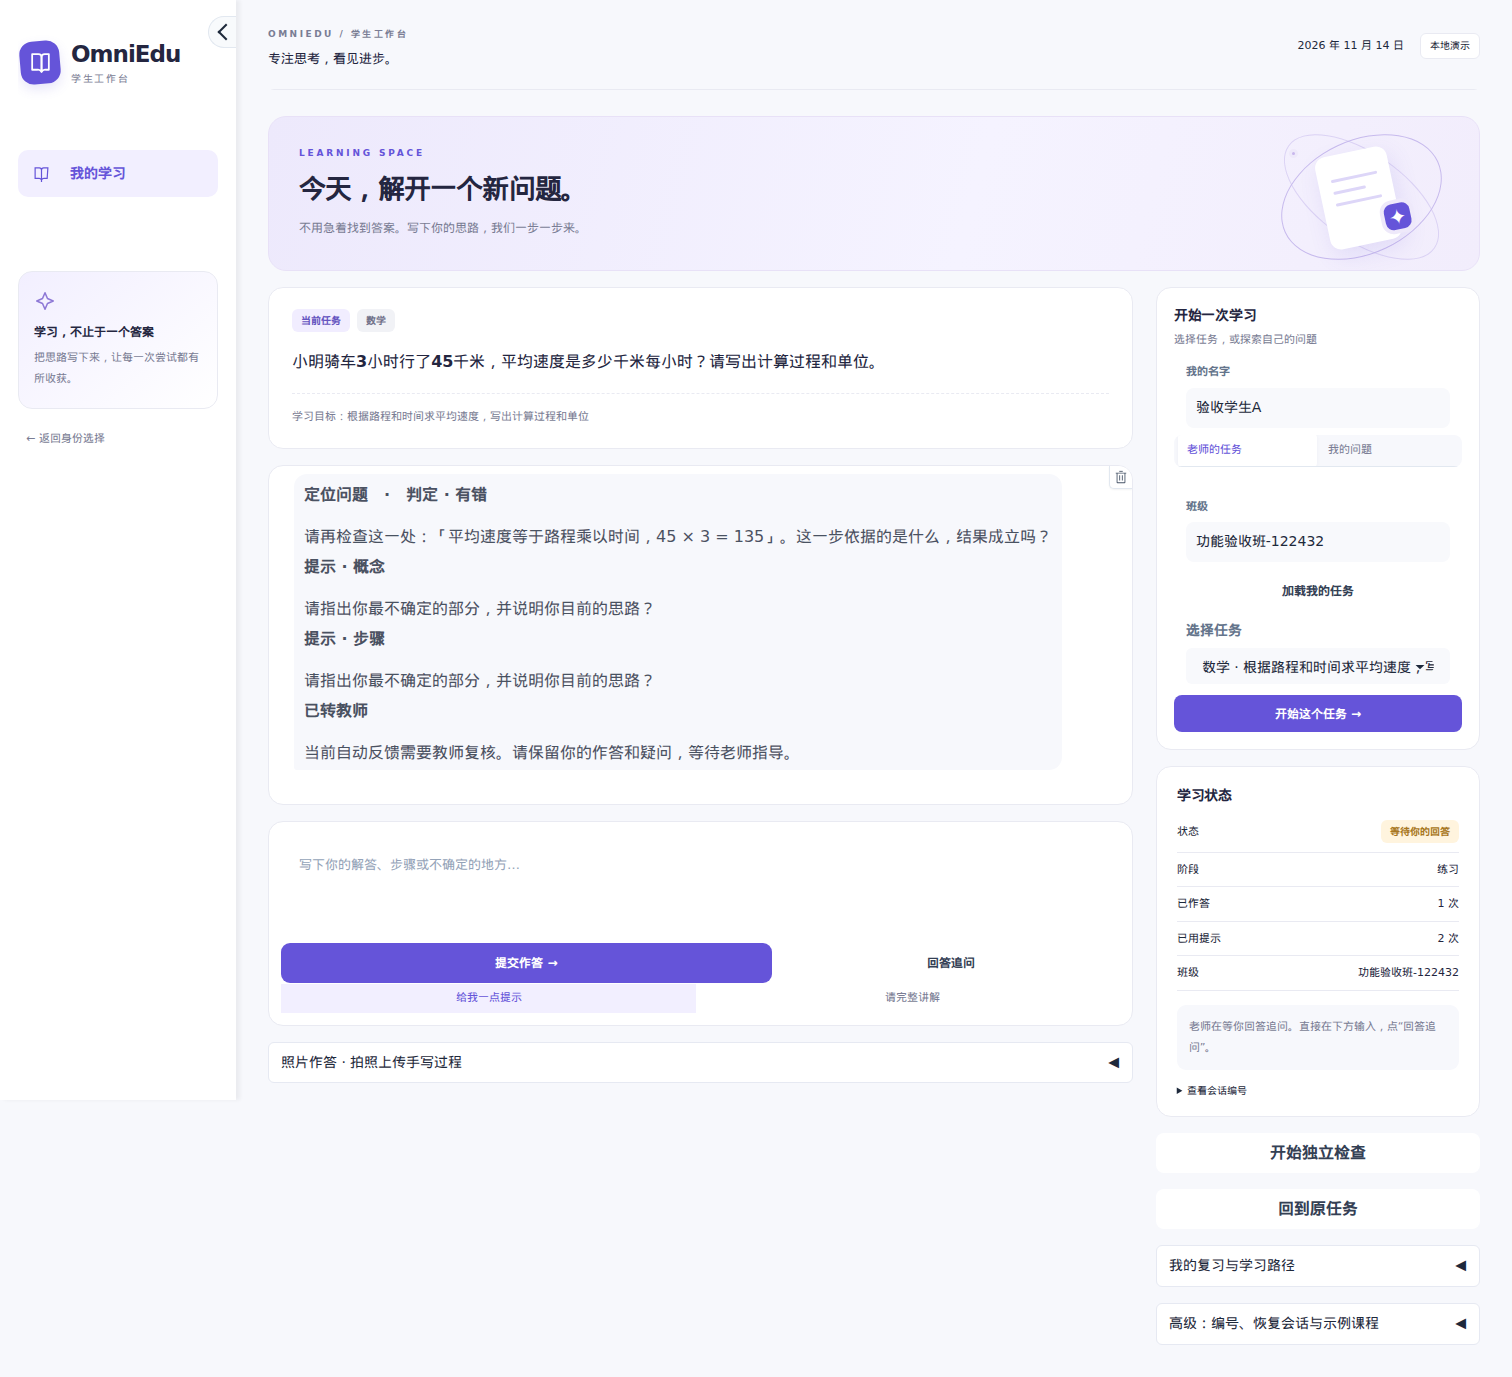 OmniEdu
学生工作台
我的学习
学习，不止于一个答案
把思路写下来，让每一次尝试都有
所收获。
← 返回身份选择
OMNIEDU / 学生工作台
专注思考，看见进步。
2026 年 11 月 14 日
本地演示
LEARNING SPACE
今天，解开一个新问题。
不用急着找到答案。写下你的思路，我们一步一步来。
当前任务 数学
小明骑车3小时行了45千米，平均速度是多少千米每小时？请写出计算过程和单位。
学习目标：根据路程和时间求平均速度，写出计算过程和单位
定位问题 · 判定 · 有错
请再检查这一处：「平均速度等于路程乘以时间，45 × 3 = 135」。这一步依据的是什么，结果成立吗？
提示 · 概念
请指出你最不确定的部分，并说明你目前的思路？
提示 · 步骤
请指出你最不确定的部分，并说明你目前的思路？
已转教师
当前自动反馈需要教师复核。请保留你的作答和疑问，等待老师指导。
写下你的解答、步骤或不确定的地方...
提交作答 →
回答追问
给我一点提示
请完整讲解
照片作答 · 拍照上传手写过程
开始一次学习
选择任务，或探索自己的问题
我的名字
验收学生A
老师的任务
我的问题
班级
功能验收班-122432
加载我的任务
选择任务
数学 · 根据路程和时间求平均速度，
开始这个任务 →
学习状态
状态 等待你的回答
阶段 练习
已作答 1 次
已用提示 2 次
班级 功能验收班-122432
老师在等你回答追问。直接在下方输入，点“回答追
问”。
查看会话编号
开始独立检查
回到原任务
我的复习与学习路径
高级：编号、恢复会话与示例课程